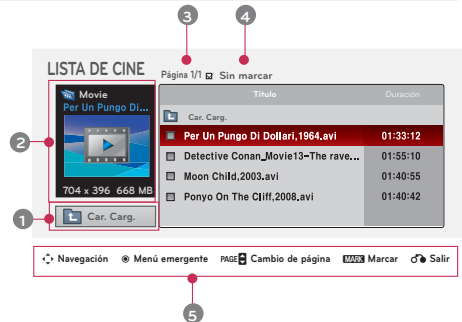 3 4
LISTA DE CINE
Página 1/1 Sin marcar
Movie
Per Un Pungo Di...
704 x 396 668 MB
Título Duración
Car. Carg.
Per Un Pungo Di Dollari,1964.avi 01:33:12
Detective Conan_Movie13-The rave... 01:55:10
Moon Child,2003.avi 01:40:55
Ponyo On The Cliff,2008.avi 01:40:42
2
1
Car. Carg.
Navegación Menú emergente PAGE Cambio de página MARK Marcar Salir
5